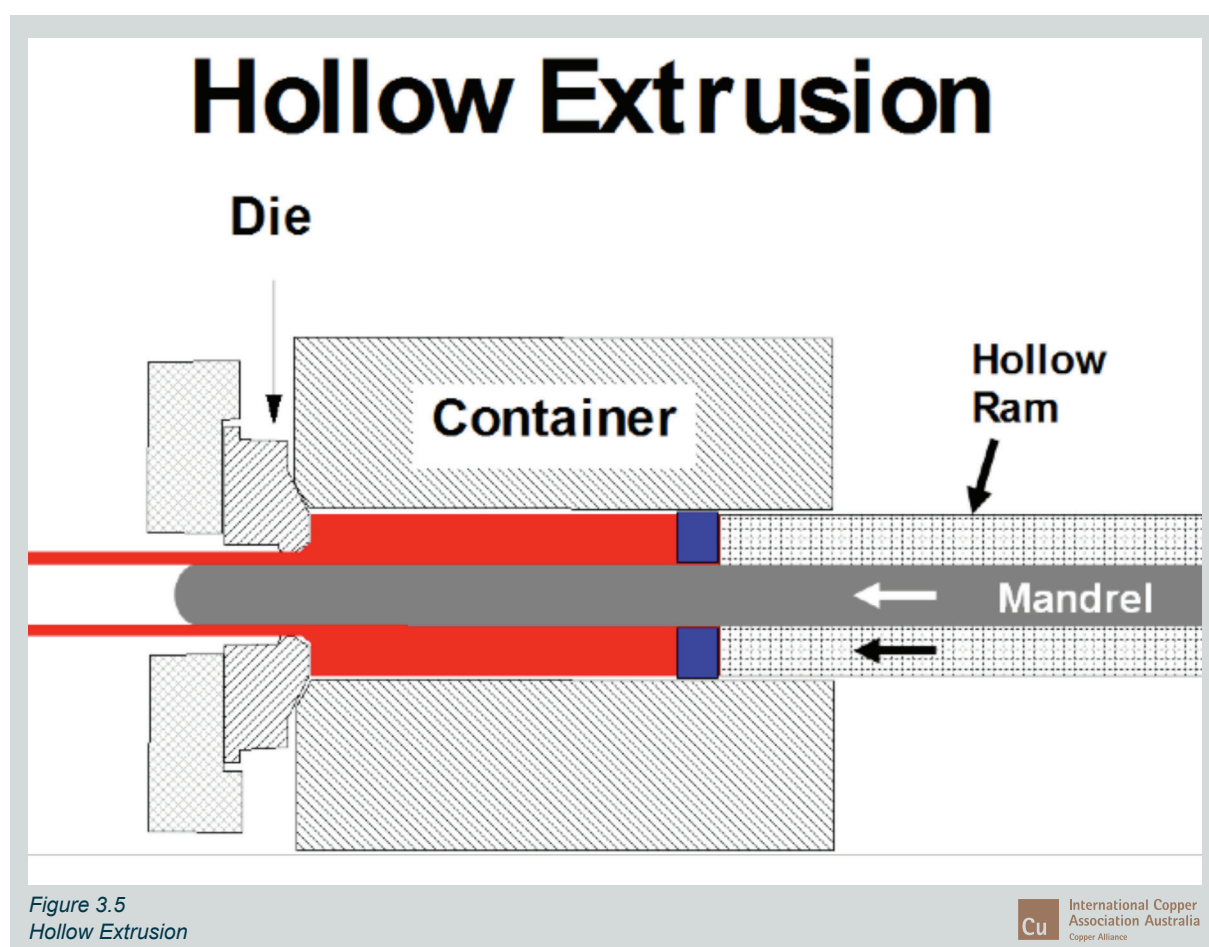 Hollow Extrusion
Die
Container
Hollow
Ram
Mandrel
Figure 3.5
Hollow Extrusion
Cu
International Copper
Association Australia
Copper Alliance